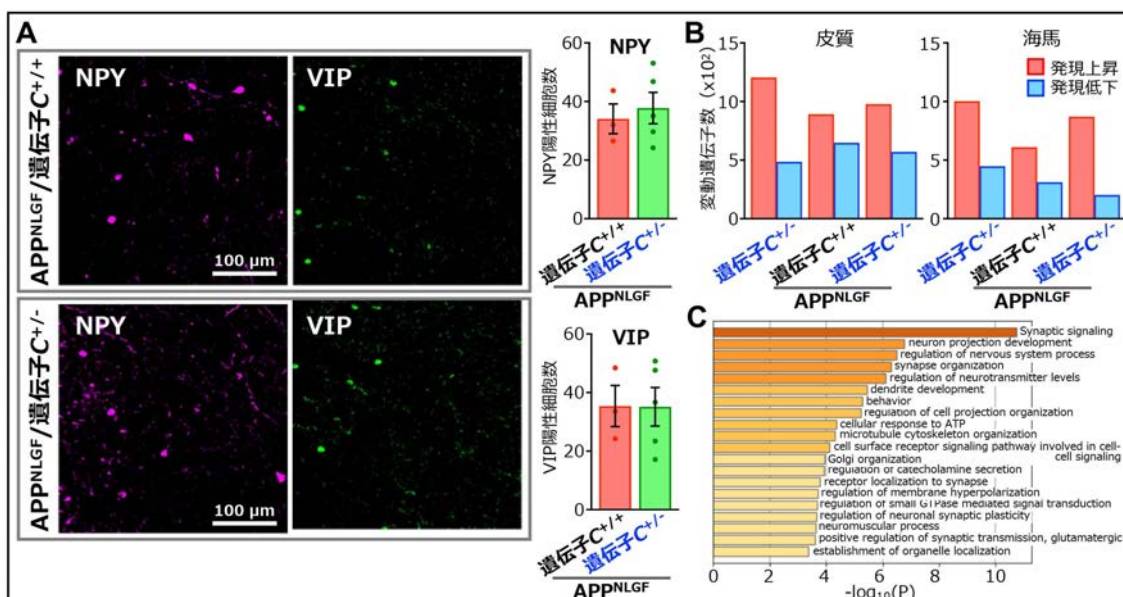 A
APPNLGF/遺伝子C+/+
NPY
100 μm
VIP
APPNLGF/遺伝子C+/-
NPY
100 μm
VIP
NPY
NPY陽性細胞数
60
40
20
0
遺伝子C+/+
遺伝子C+/-
APPNLGF
VIP
VIP陽性細胞数
60
40
20
0
遺伝子C+/+
遺伝子C+/-
APPNLGF
B
皮質
変動遺伝子数 (x10²)
15
10
5
0
遺伝子C+/-
遺伝子C+/+
遺伝子C+/-
APPNLGF
海馬
発現上昇
発現低下
15
10
5
0
遺伝子C+/-
遺伝子C+/+
遺伝子C+/-
APPNLGF
C
Synaptic signaling
neuron projection development
regulation of nervous system process
synapse organization
regulation of neurotransmitter levels
dendrite development
behavior
regulation of cell projection organization
cellular response to ATP
microtubule cytoskeleton organization
cell surface receptor signaling pathway involved in cell-
cell signaling
Golgi organization
regulation of catecholamine secretion
receptor localization to synapse
regulation of membrane hyperpolarization
regulation of small GTPase mediated signal transduction
regulation of neuronal synaptic plasticity
neuromuscular process
positive regulation of synaptic transmission, glutamatergic
establishment of organelle localization
0 2 4 6 8 10
-log₁₀(P)